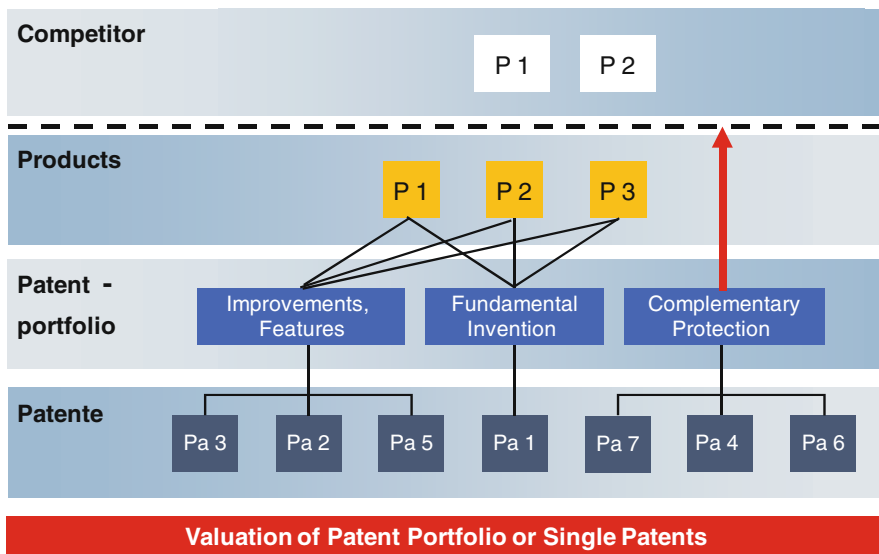 Competitor
P 1 P 2
Products
P 1 P 2 P 3
Patent -
portfolio
Improvements,
Features
Fundamental
Invention
Complementary
Protection
Patente
Pa 3 Pa 2 Pa 5 Pa 1 Pa 7 Pa 4 Pa 6
Valuation of Patent Portfolio or Single Patents